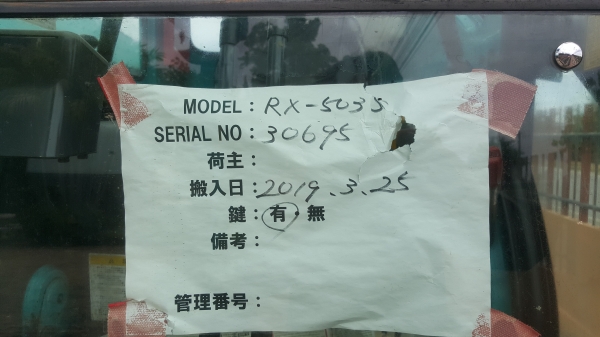 MODEL : RX-5035
SERIAL NO : 30695
荷主 :
搬入日 : 2019.3.25
鍵 : 有・無
備考 :
管理番号 :